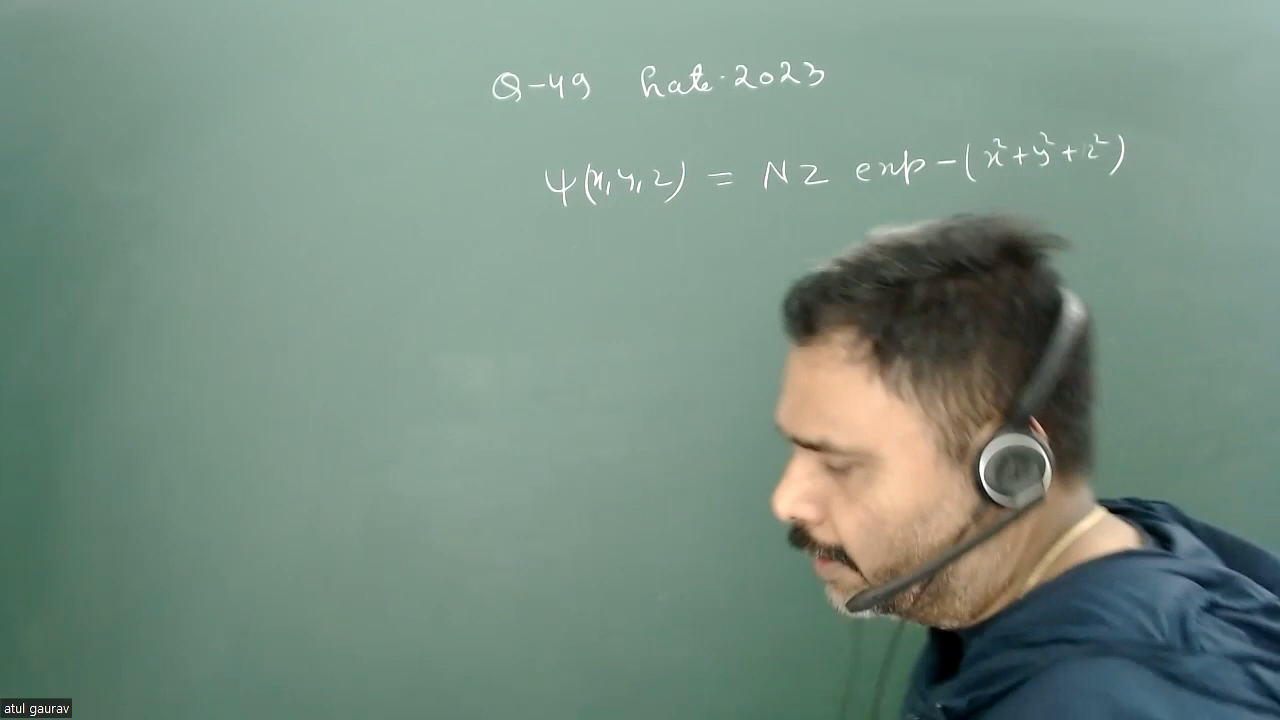 Q-49 Gate-2023
ψ(x, y, z) = N z exp -(x² + y² + z²)
atul gaurav